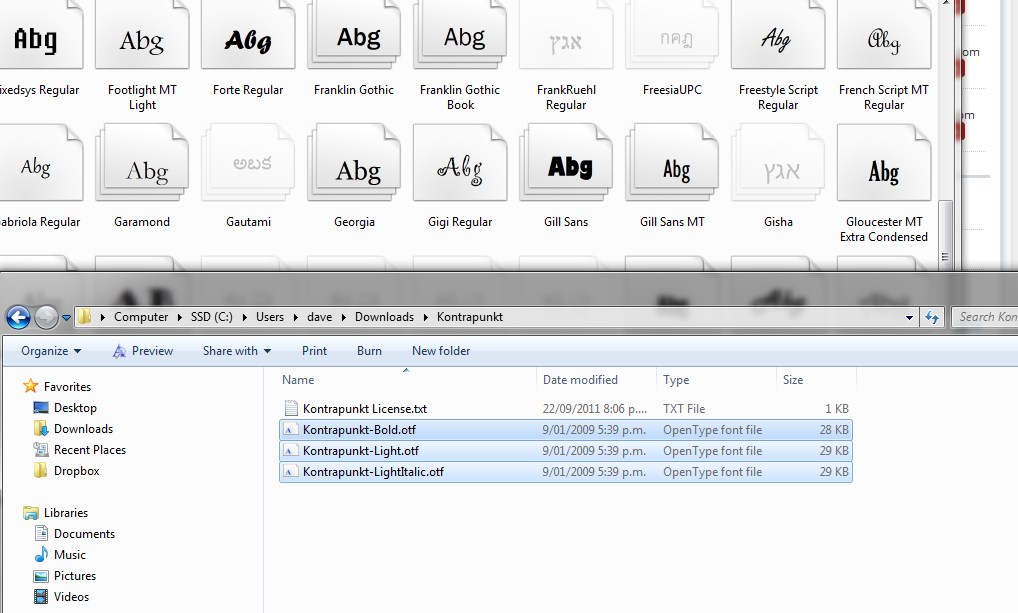 Abg Abg Abg Abg Abg אבץ กคฎ Abg Abg
ixedsys Regular Footlight MT Forte Regular Franklin Gothic Franklin Gothic FrankRuehl FreesiaUPC Freestyle Script French Script MT
Light Book Regular Regular Regular
Abg Abg Abg Abg Abg Abg אבץ Abg
abriola Regular Garamond Gautami Georgia Gigi Regular Gill Sans Gill Sans MT Gisha Gloucester MT
Extra Condensed
om
m
Computer SSD (C:) Users dave Downloads Kontrapunkt Search Kon
Organize Preview Share with Print Burn New folder
Favorites
Desktop
Downloads
Recent Places
Dropbox
Libraries
Documents
Music
Pictures
Videos
Name Date modified Type Size
Kontrapunkt License.txt 22/09/2011 8:06 p.... TXT File 1 KB
Kontrapunkt-Bold.otf 9/01/2009 5:39 p.m. OpenType font file 28 KB
Kontrapunkt-Light.otf 9/01/2009 5:39 p.m. OpenType font file 29 KB
Kontrapunkt-LightItalic.otf 9/01/2009 5:39 p.m. OpenType font file 29 KB